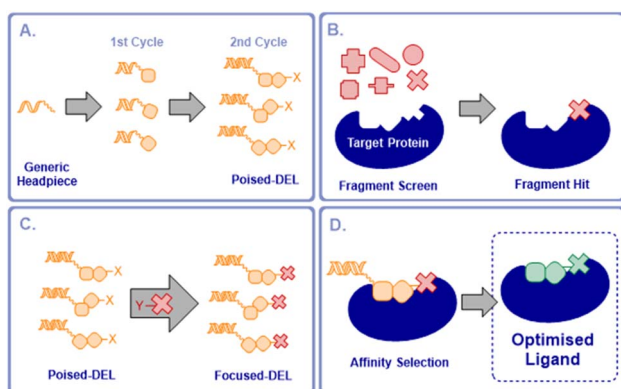 A.
1st Cycle
2nd Cycle
X
X
X
Generic
Headpiece
Poised-DEL
B.
Target Protein
Fragment Screen
Fragment Hit
C.
X
X
X
Y
Poised-DEL
Focused-DEL
D.
Affinity Selection
Optimised
Ligand